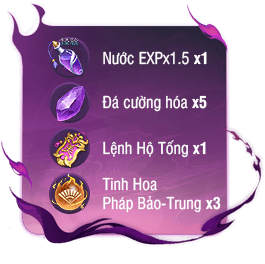 Nước EXPx1.5 x1
Đá cường hóa x5
Lệnh Hộ Tống x1
Tinh Hoa
Pháp Bảo-Trung x3